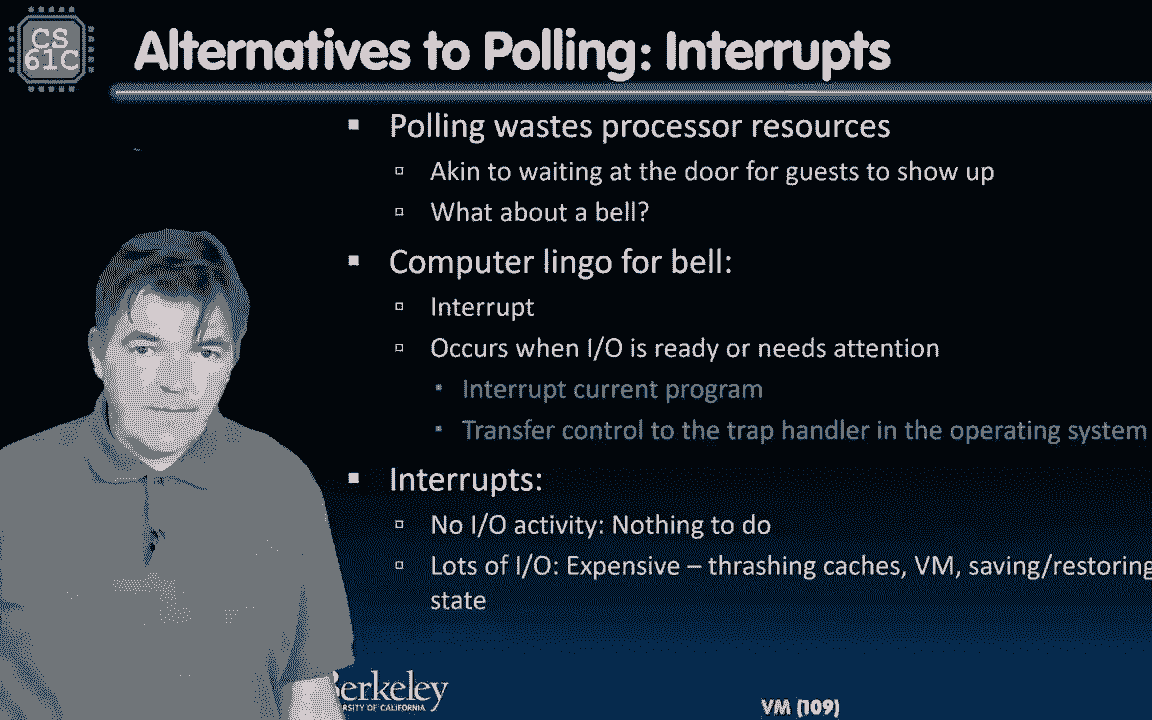 CS
61C
Alternatives to Polling: Interrupts
Polling wastes processor resources
Akin to waiting at the door for guests to show up
What about a bell?
Computer lingo for bell:
Interrupt
Occurs when I/O is ready or needs attention
Interrupt current program
Transfer control to the trap handler in the operating system
Interrupts:
No I/O activity: Nothing to do
Lots of I/O: Expensive – thrashing caches, VM, saving/restoring
state
Berkeley
UNIVERSITY OF CALIFORNIA
VM (109)